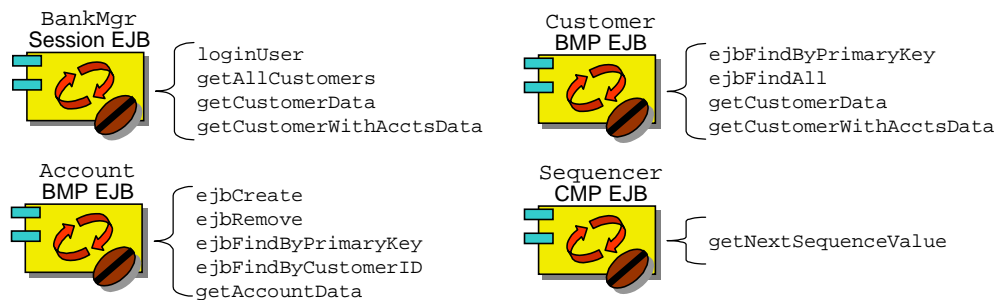 BankMgr
Session EJB
loginUser
getAllCustomers
getCustomerData
getCustomerWithAcctsData
Customer
BMP EJB
ejbFindByPrimaryKey
ejbFindAll
getCustomerData
getCustomerWithAcctsData
Account
BMP EJB
ejbCreate
ejbRemove
ejbFindByPrimaryKey
ejbFindByCustomerID
getAccountData
Sequencer
CMP EJB
getNextSequenceValue